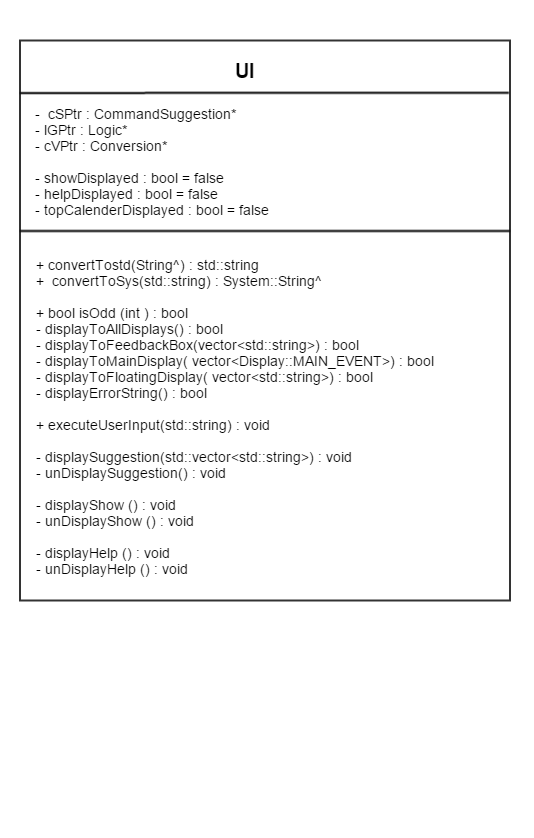 UI
- cSPtr : CommandSuggestion*
- lGPtr : Logic*
- cVPtr : Conversion*
- showDisplayed : bool = false
- helpDisplayed : bool = false
- topCalenderDisplayed : bool = false
+ convertTostd(String^) : std::string
+ convertToSys(std::string) : System::String^
+ bool isOdd (int ) : bool
- displayToAllDisplays() : bool
- displayToFeedbackBox(vector<std::string>) : bool
- displayToMainDisplay( vector<Display::MAIN_EVENT>) : bool
- displayToFloatingDisplay( vector<std::string>) : bool
- displayErrorString() : bool
+ executeUserInput(std::string) : void
- displaySuggestion(std::vector<std::string>) : void
- unDisplaySuggestion() : void
- displayShow () : void
- unDisplayShow () : void
- displayHelp () : void
- unDisplayHelp () : void